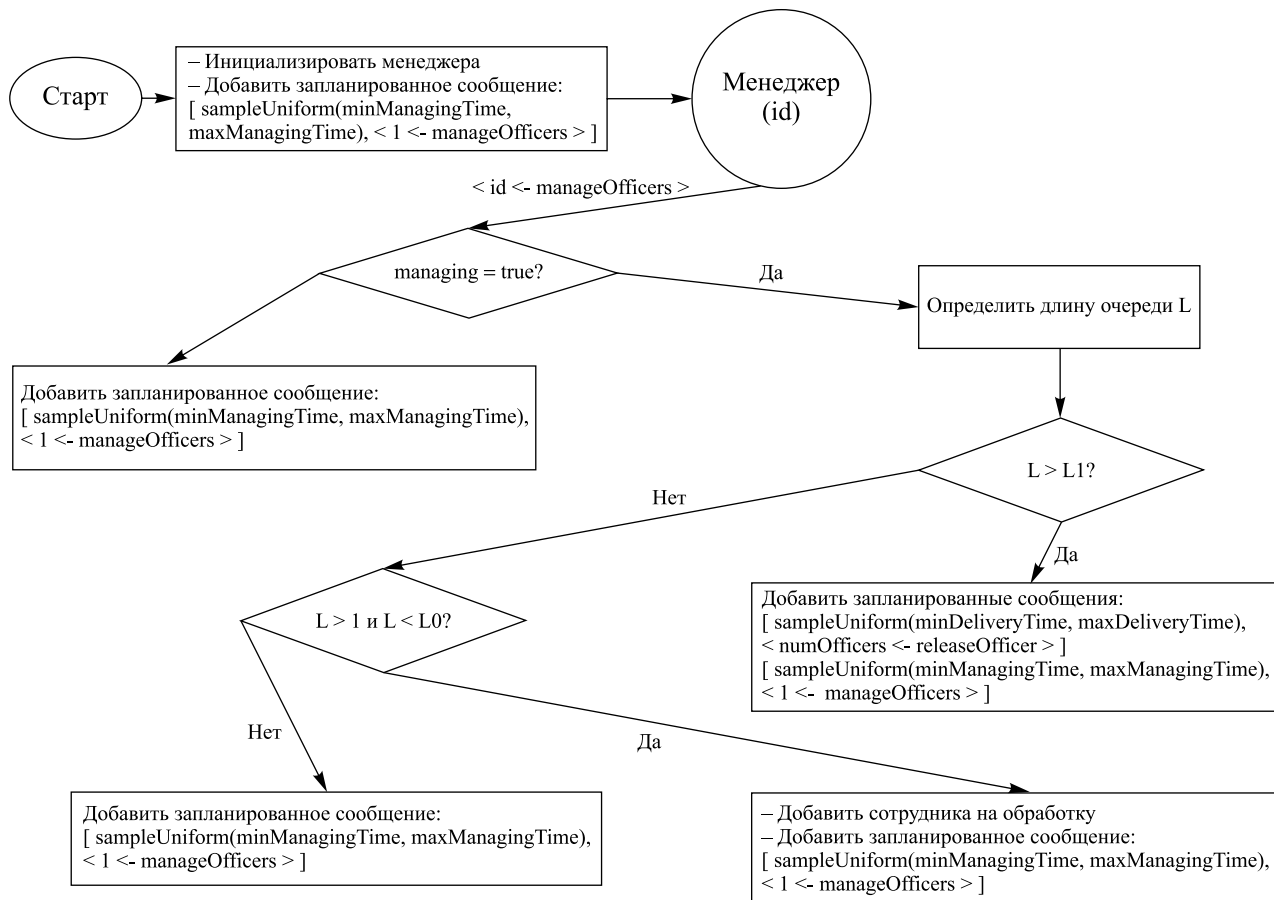 Старт
– Инициализировать менеджера
– Добавить запланированное сообщение:
[ sampleUniform(minManagingTime,
maxManagingTime), < 1 <- manageOfficers > ]
Менеджер
(id)
< id <- manageOfficers >
managing = true?
Да
Определить длину очереди L
Добавить запланированное сообщение:
[ sampleUniform(minManagingTime, maxManagingTime),
< 1 <- manageOfficers > ]
L > L1?
Нет
Да
L > 1 и L < L0?
Добавить запланированные сообщения:
[ sampleUniform(minDeliveryTime, maxDeliveryTime),
< numOfficers <- releaseOfficer > ]
[ sampleUniform(minManagingTime, maxManagingTime),
< 1 <- manageOfficers > ]
Нет
Да
Добавить запланированное сообщение:
[ sampleUniform(minManagingTime, maxManagingTime),
< 1 <- manageOfficers > ]
– Добавить сотрудника на обработку
– Добавить запланированное сообщение:
[ sampleUniform(minManagingTime, maxManagingTime),
< 1 <- manageOfficers > ]